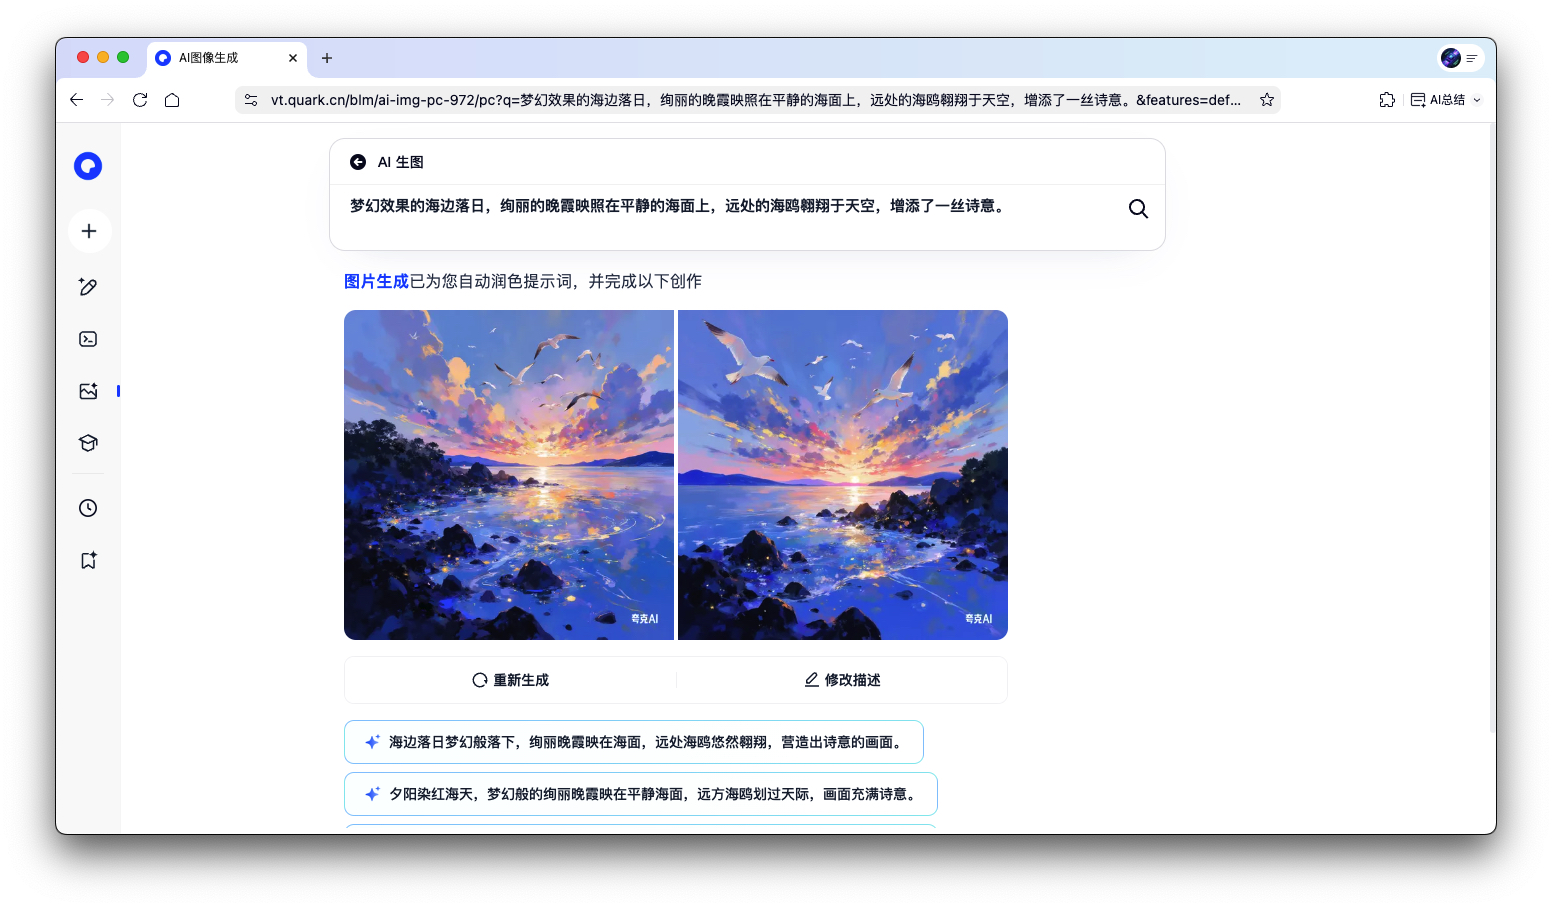 AI图像生成
vt.quark.cn/blm/ai-img-pc-972/pc?q=梦幻效果的海边落日，绚丽的晚霞映照在平静的海面上，远处的海鸥翱翔于天空，增添了一丝诗意。&features=def...
AI总结
AI 生图
梦幻效果的海边落日，绚丽的晚霞映照在平静的海面上，远处的海鸥翱翔于天空，增添了一丝诗意。
图片生成已为您自动润色提示词，并完成以下创作
夸克AI
夸克AI
重新生成
修改描述
海边落日梦幻般落下，绚丽晚霞映在海面，远处海鸥悠然翱翔，营造出诗意的画面。
夕阳染红海天，梦幻般的绚丽晚霞映在平静海面，远方海鸥划过天际，画面充满诗意。